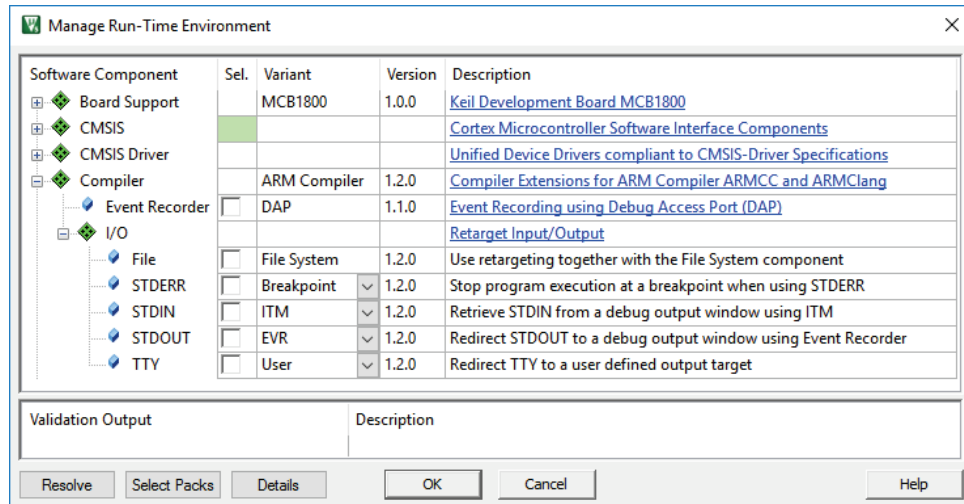 Manage Run-Time Environment
Software Component Sel. Variant Version Description
Board Support MCB1800 1.0.0 Keil Development Board MCB1800
CMSIS Cortex Microcontroller Software Interface Components
CMSIS Driver Unified Device Drivers compliant to CMSIS-Driver Specifications
Compiler ARM Compiler 1.2.0 Compiler Extensions for ARM Compiler ARMCC and ARMClang
Event Recorder DAP 1.1.0 Event Recording using Debug Access Port (DAP)
I/O Retarget Input/Output
File File System 1.2.0 Use retargeting together with the File System component
STDERR Breakpoint 1.2.0 Stop program execution at a breakpoint when using STDERR
STDIN ITM 1.2.0 Retrieve STDIN from a debug output window using ITM
STDOUT EVR 1.2.0 Redirect STDOUT to a debug output window using Event Recorder
TTY User 1.2.0 Redirect TTY to a user defined output target
Validation Output Description
Resolve Select Packs Details OK Cancel Help